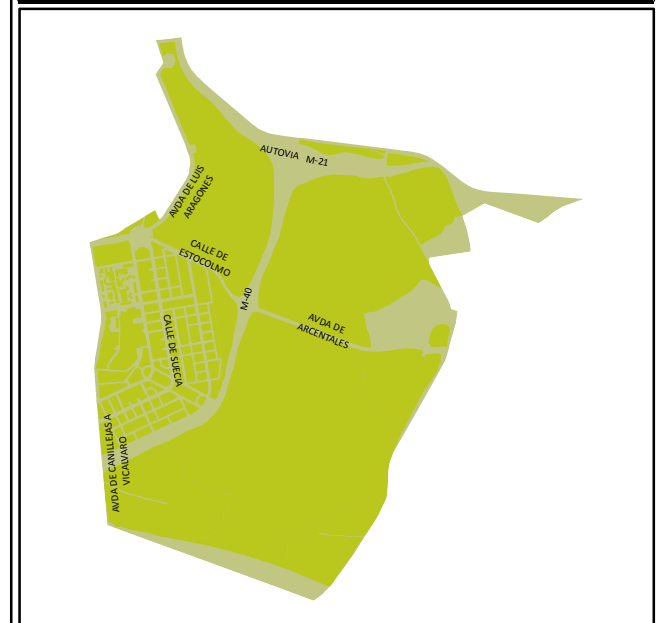 AUTOVIA M-21
AVDA DE LUIS
ARAGONES
CALLE DE
ESTOCOLMO
M-40
AVDA DE
ARCENTALES
CALLE DE SUECIA
AVDA DE CANILLEJAS A
VICALVARO